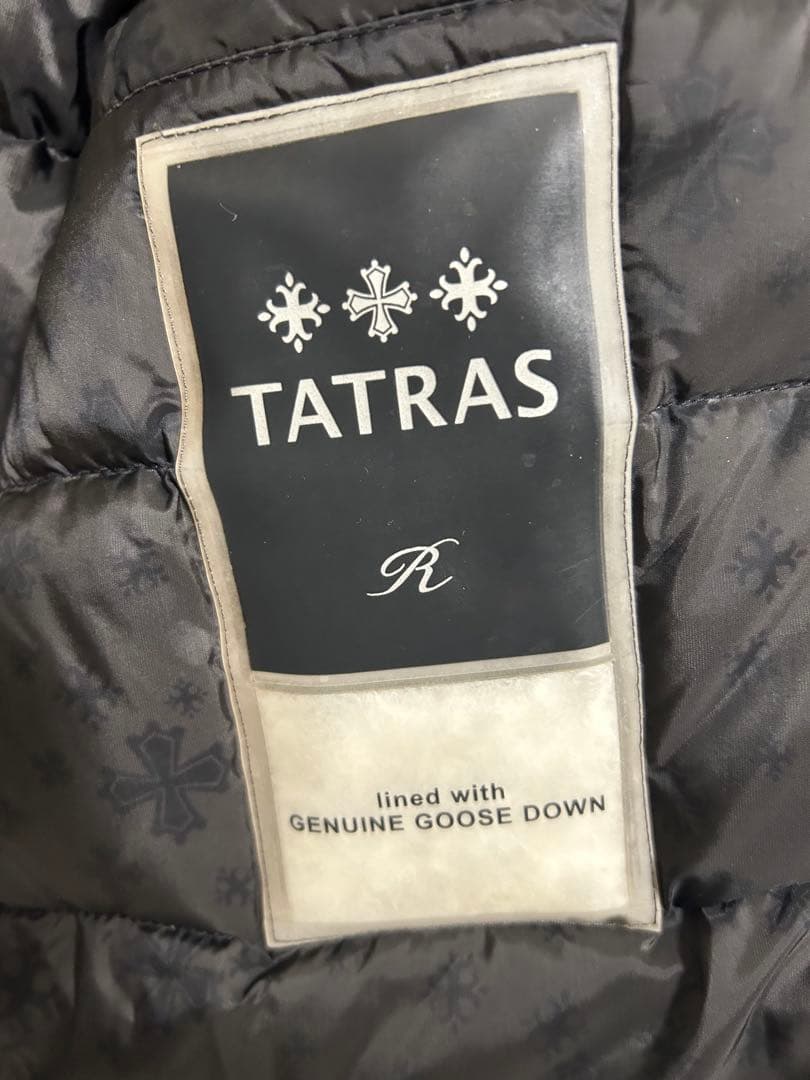 TATRAS
R
lined with
GENUINE GOOSE DOWN